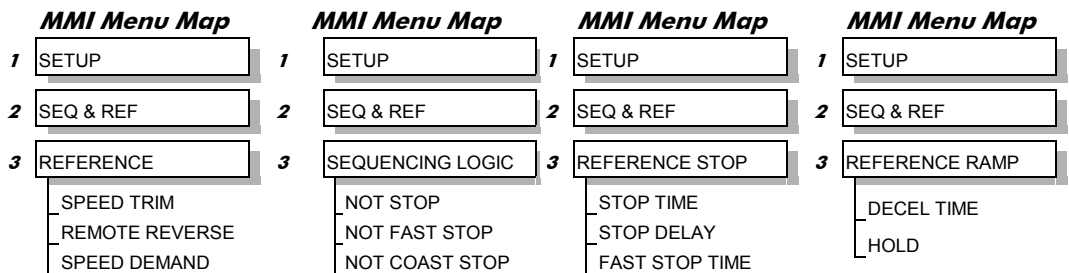 MMI Menu Map
1 SETUP
2 SEQ & REF
3 REFERENCE
SPEED TRIM
REMOTE REVERSE
SPEED DEMAND
MMI Menu Map
1 SETUP
2 SEQ & REF
3 SEQUENCING LOGIC
NOT STOP
NOT FAST STOP
NOT COAST STOP
MMI Menu Map
1 SETUP
2 SEQ & REF
3 REFERENCE STOP
STOP TIME
STOP DELAY
FAST STOP TIME
MMI Menu Map
1 SETUP
2 SEQ & REF
3 REFERENCE RAMP
DECEL TIME
HOLD